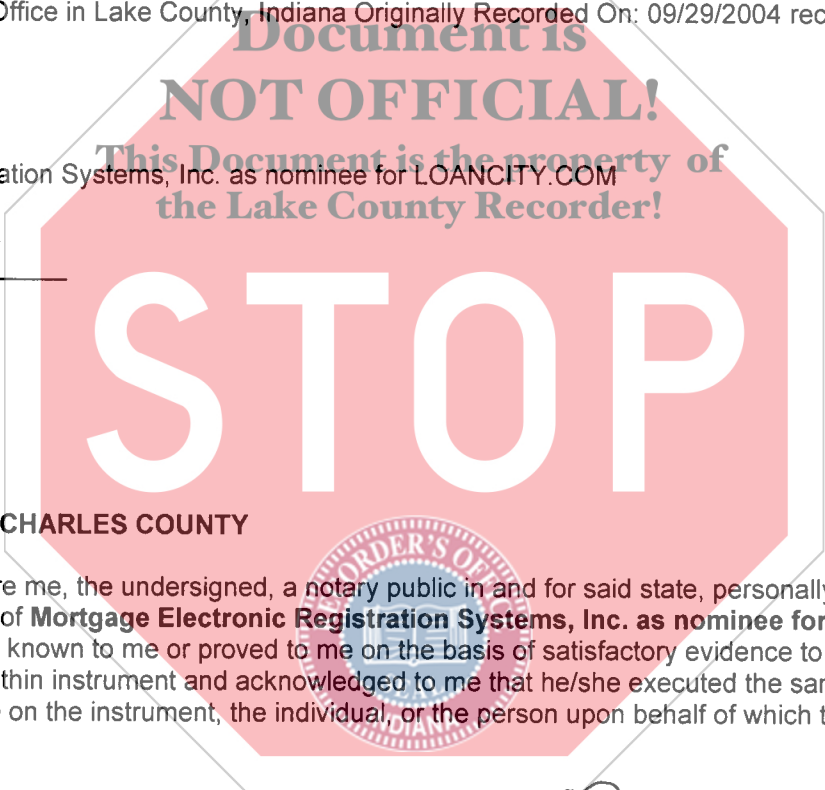 Office in Lake County, Indiana Originally Recorded On: 09/29/2004
Document is
NOT OFFICIAL!
This Document is the property of
ation Systems, Inc. as nominee for LOANCITY.COM
the Lake County Recorder!
STOP
CHARLES COUNTY
RECORDER'S OFFICE
e me, the undersigned, a notary public in and for said state, personally
of Mortgage Electronic Registration Systems, Inc. as nominee for
known to me or proved to me on the basis of satisfactory evidence to
thin instrument and acknowledged to me that he/she executed the
SEAL
on the instrument, the individual, or the person upon behalf of which
INDIANA